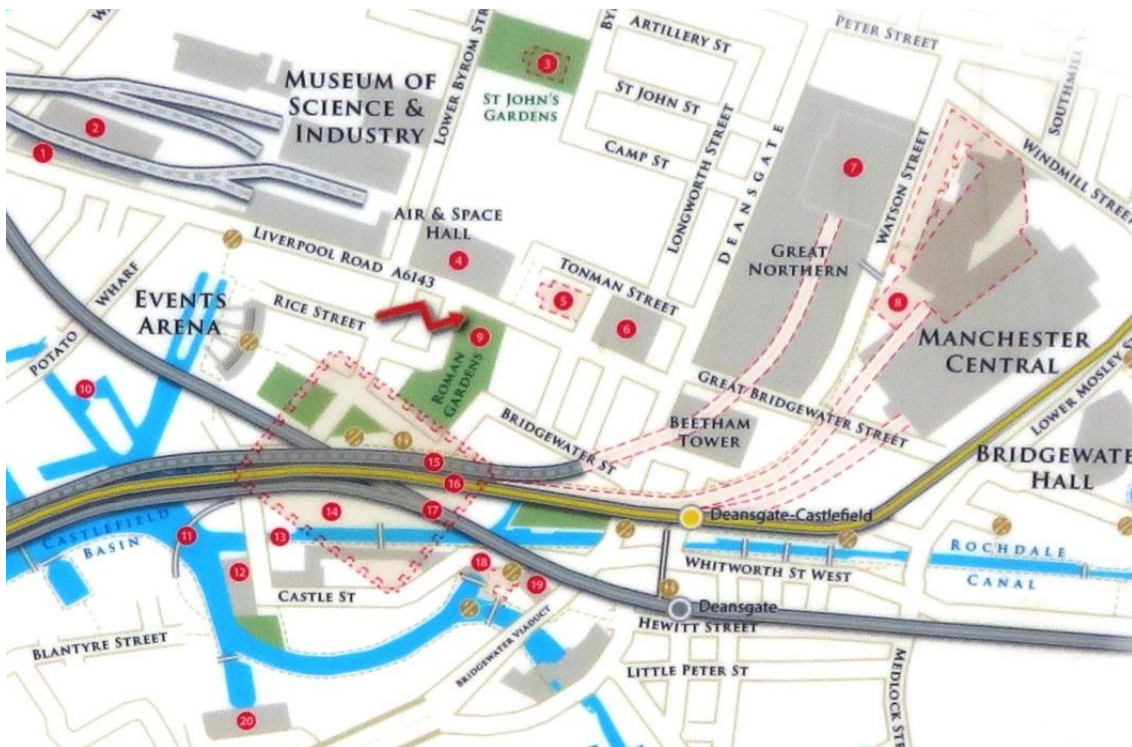 ARTILLERY ST
PETER STREET
LOWER BYROM STR
BY
SOUTHMILL S
MUSEUM OF
SCIENCE &
INDUSTRY
3
ST JOHN'S
GARDENS
ST JOHN ST
CAMP ST
LONGWORTH STREET
DEANSGATE
WATSON STREET
WINDMILL STREET
2
1
7
AIR & SPACE
HALL
4
LIVERPOOL ROAD A6143
TONMAN STREET
GREAT
NORTHERN
POTATO WHARF
EVENTS
ARENA
RICE STREET
5
6
8
9
ROMAN
GARDENS
MANCHESTER
CENTRAL
10
GREAT BRIDGEWATER STREET
LOWER MOSLEY S
BEETHAM
TOWER
BRIDGEWATER ST
BRIDGEWATE
HALL
15
16
17
14
13
11
Deansgate-Castlefield
CASTLEFIELD
BASIN
ROCHDALE
CANAL
WHITWORTH ST WEST
12
18
19
CASTLE ST
Deansgate
HEWITT STREET
BLANTYRE STREET
BRIDGEWATER VIADUCT
LITTLE PETER ST
MEDLOCK STR
20